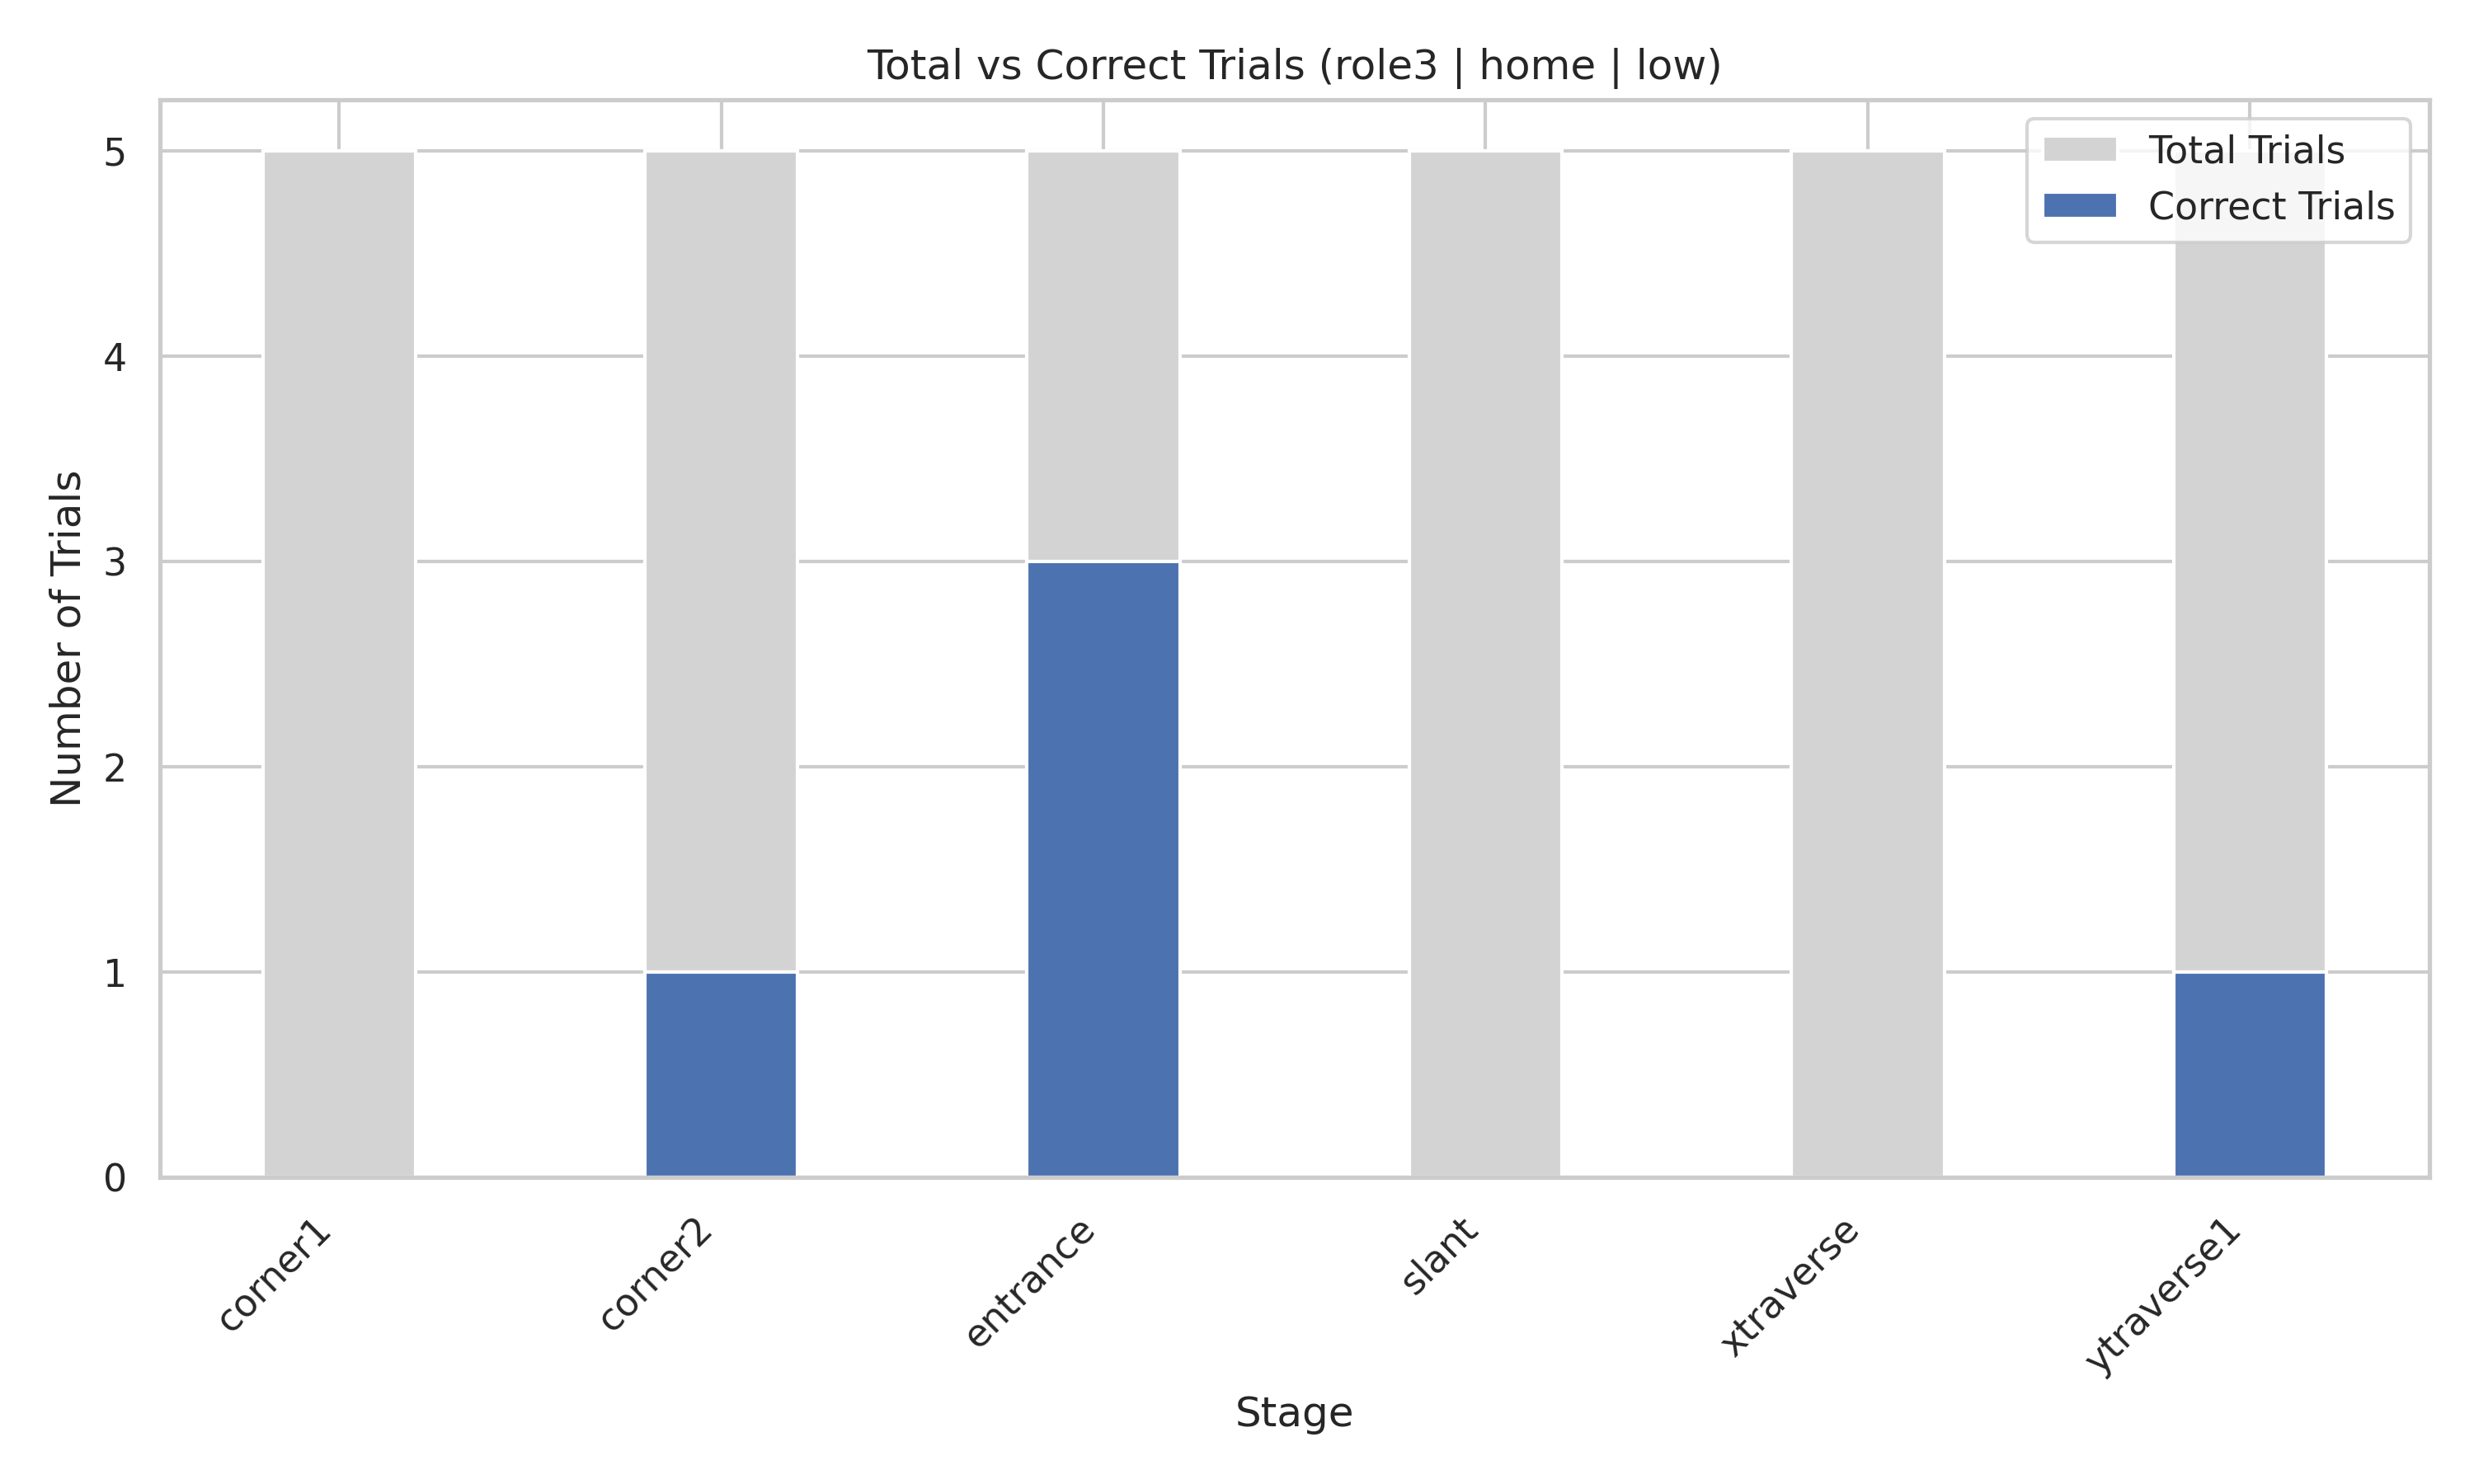 Total vs Correct Trials (role3 | home | low)
Total Trials
Correct Trials
Number of Trials
5
4
3
2
1
0
corner1
corner2
entrance
slant
xtraverse
ytraverse1
Stage